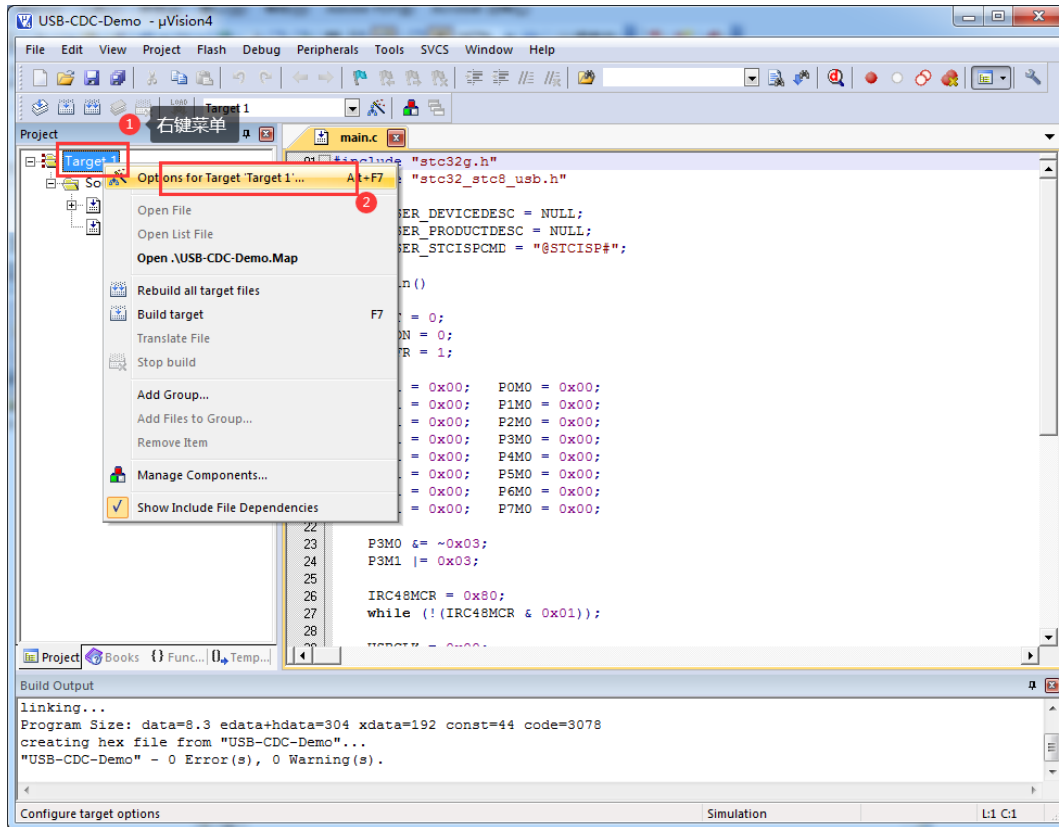 USB-CDC-Demo - µVision4
File Edit View Project Flash Debug Peripherals Tools SVCS Window Help
Target 1
1 右键菜单
Project
main.c
Target 1
01 #include "stc32g.h"
Options for Target 'Target 1'... Alt+F7
"stc32_stc8_usb.h"
2
Open File
SER_DEVICEDESC = NULL;
Open List File
SER_PRODUCTDESC = NULL;
Open .\USB-CDC-Demo.Map
SER_STCISPCMD = "@STCISP#";
Rebuild all target files
n()
Build target F7
= 0;
Translate File
N = 0;
Stop build
R = 1;
Add Group...
= 0x00; P0M0 = 0x00;
Add Files to Group...
= 0x00; P1M0 = 0x00;
= 0x00; P2M0 = 0x00;
Remove Item
= 0x00; P3M0 = 0x00;
= 0x00; P4M0 = 0x00;
Manage Components...
= 0x00; P5M0 = 0x00;
= 0x00; P6M0 = 0x00;
Show Include File Dependencies
= 0x00; P7M0 = 0x00;
22
23 P3M0 &= ~0x03;
24 P3M1 |= 0x03;
25
26 IRC48MCR = 0x80;
27 while (!(IRC48MCR & 0x01));
28
Project Books {} Func... Temp...
Build Output
linking...
Program Size: data=8.3 edata+hdata=304 xdata=192 const=44 code=3078
creating hex file from "USB-CDC-Demo"...
"USB-CDC-Demo" - 0 Error(s), 0 Warning(s).
Configure target options Simulation L:1 C:1